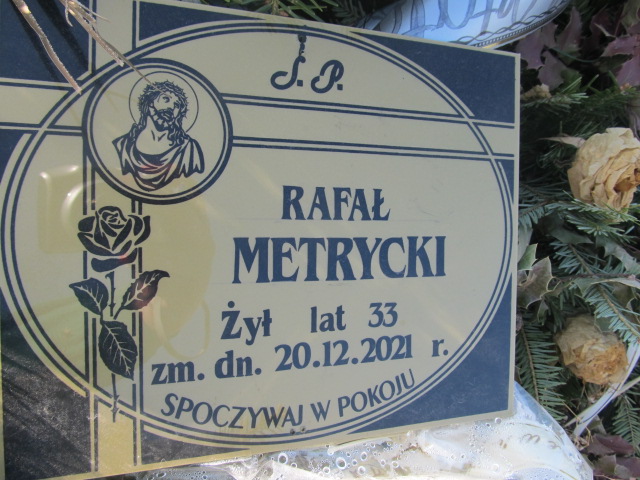 Ś. P.
RAFAŁ
METRYCKI
Żył lat 33
zm. dn. 20.12.2021 r.
SPOCZYWAJ W POKOJU